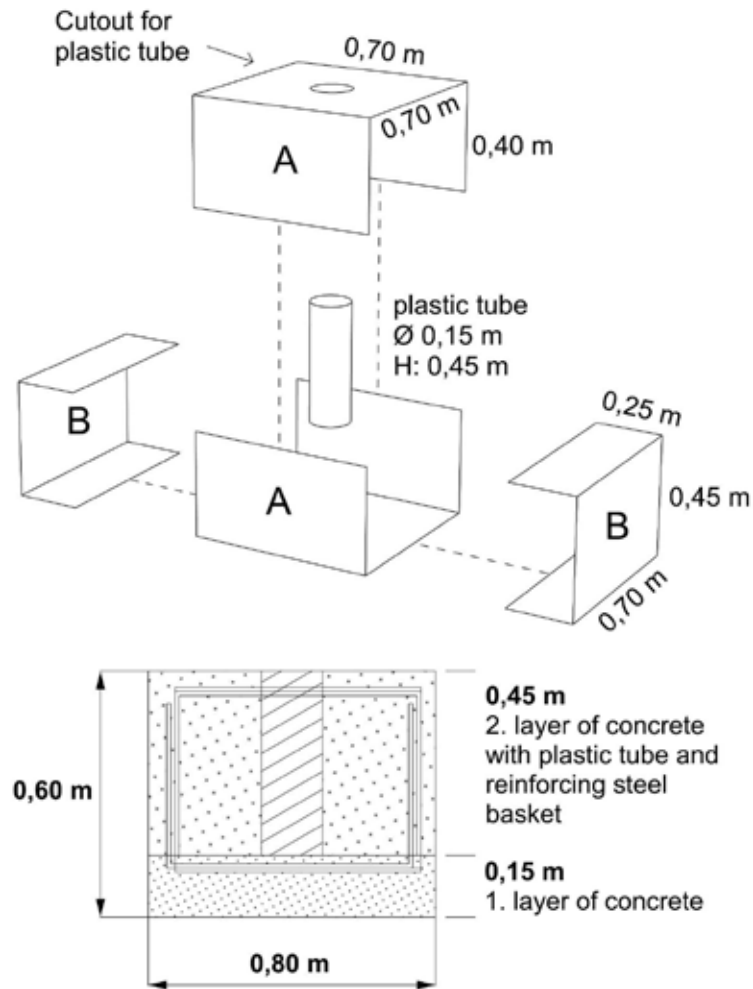 Cutout for
plastic tube
0,70 m
0,70 m
0,40 m
A
plastic tube
Ø 0,15 m
H: 0,45 m
B
A
0,25 m
0,45 m
B
0,70 m
0,60 m
0,45 m
2. layer of concrete
with plastic tube and
reinforcing steel
basket
0,15 m
1. layer of concrete
0,80 m